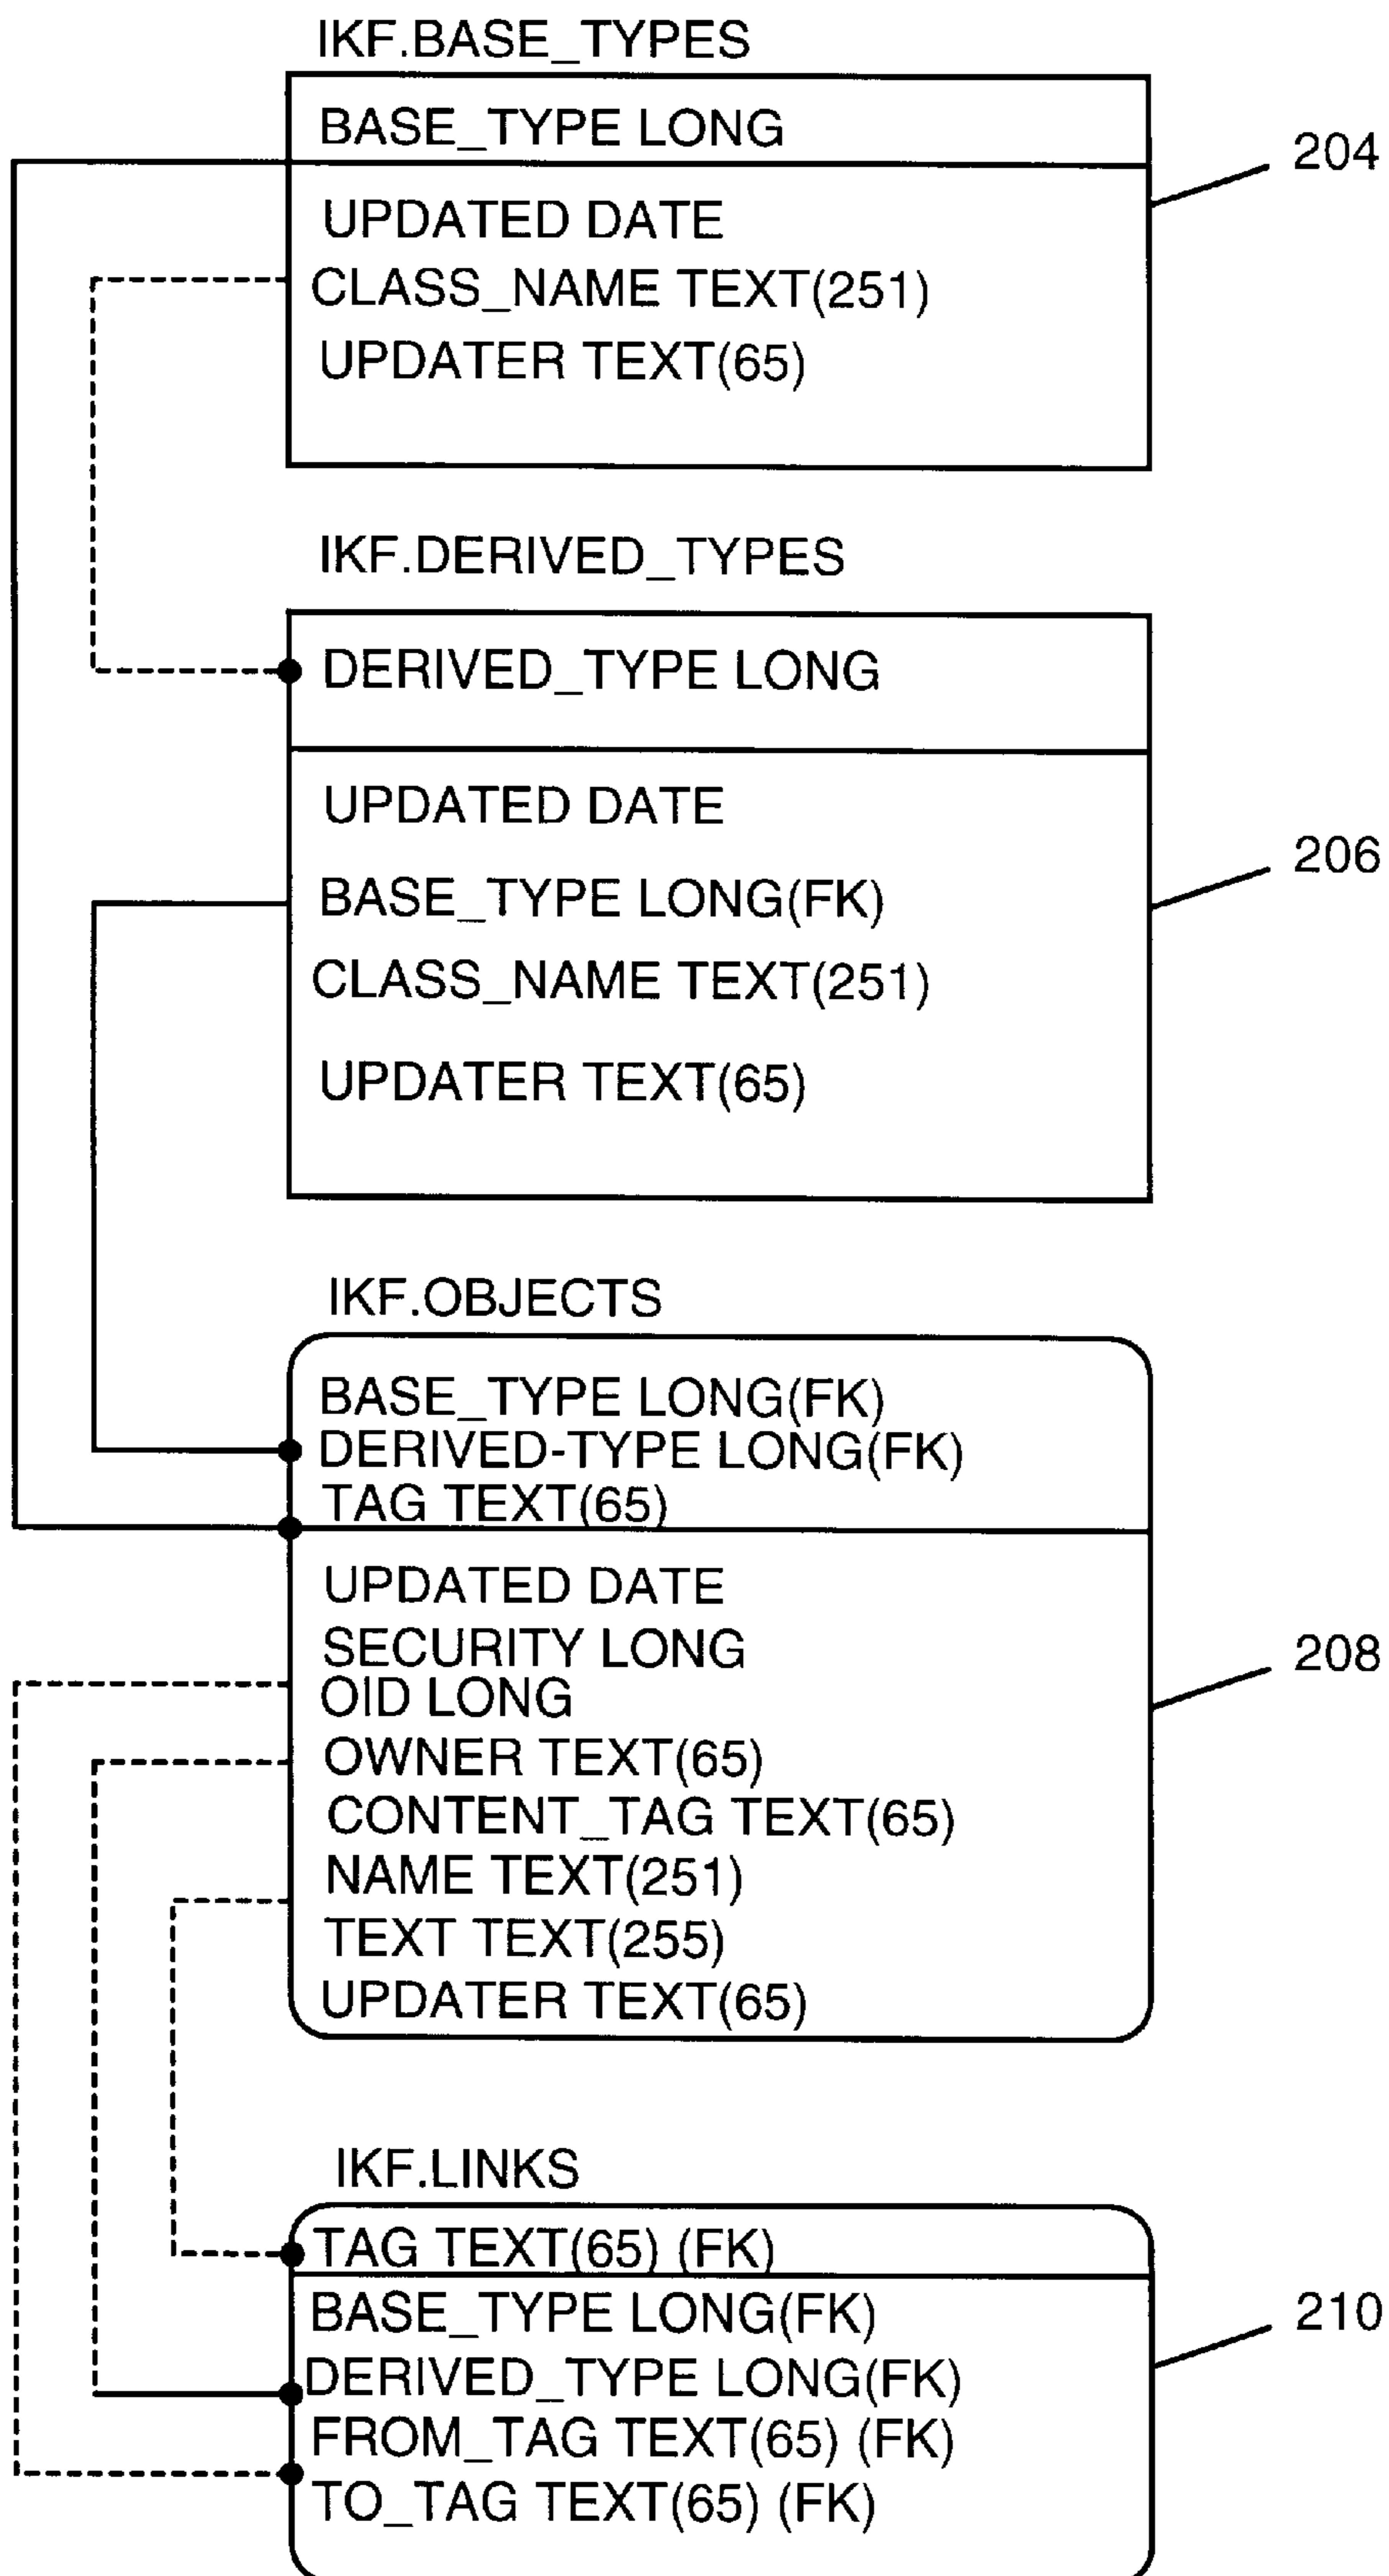 IKF.BASE_TYPES
BASE_TYPE LONG
204
UPDATED DATE
CLASS_NAME TEXT(251)
UPDATER TEXT(65)
IKF.DERIVED_TYPES
DERIVED_TYPE LONG
UPDATED DATE
206
BASE_TYPE LONG(FK)
CLASS_NAME TEXT(251)
UPDATER TEXT(65)
IKF.OBJECTS
BASE_TYPE LONG(FK)
DERIVED-TYPE LONG(FK)
TAG TEXT(65)
UPDATED DATE
SECURITY LONG
208
OID LONG
OWNER TEXT(65)
CONTENT_TAG TEXT(65)
NAME TEXT(251)
TEXT TEXT(255)
UPDATER TEXT(65)
IKF.LINKS
TAG TEXT(65) (FK)
BASE_TYPE LONG(FK)
210
DERIVED_TYPE LONG(FK)
FROM_TAG TEXT(65) (FK)
TO_TAG TEXT(65) (FK)